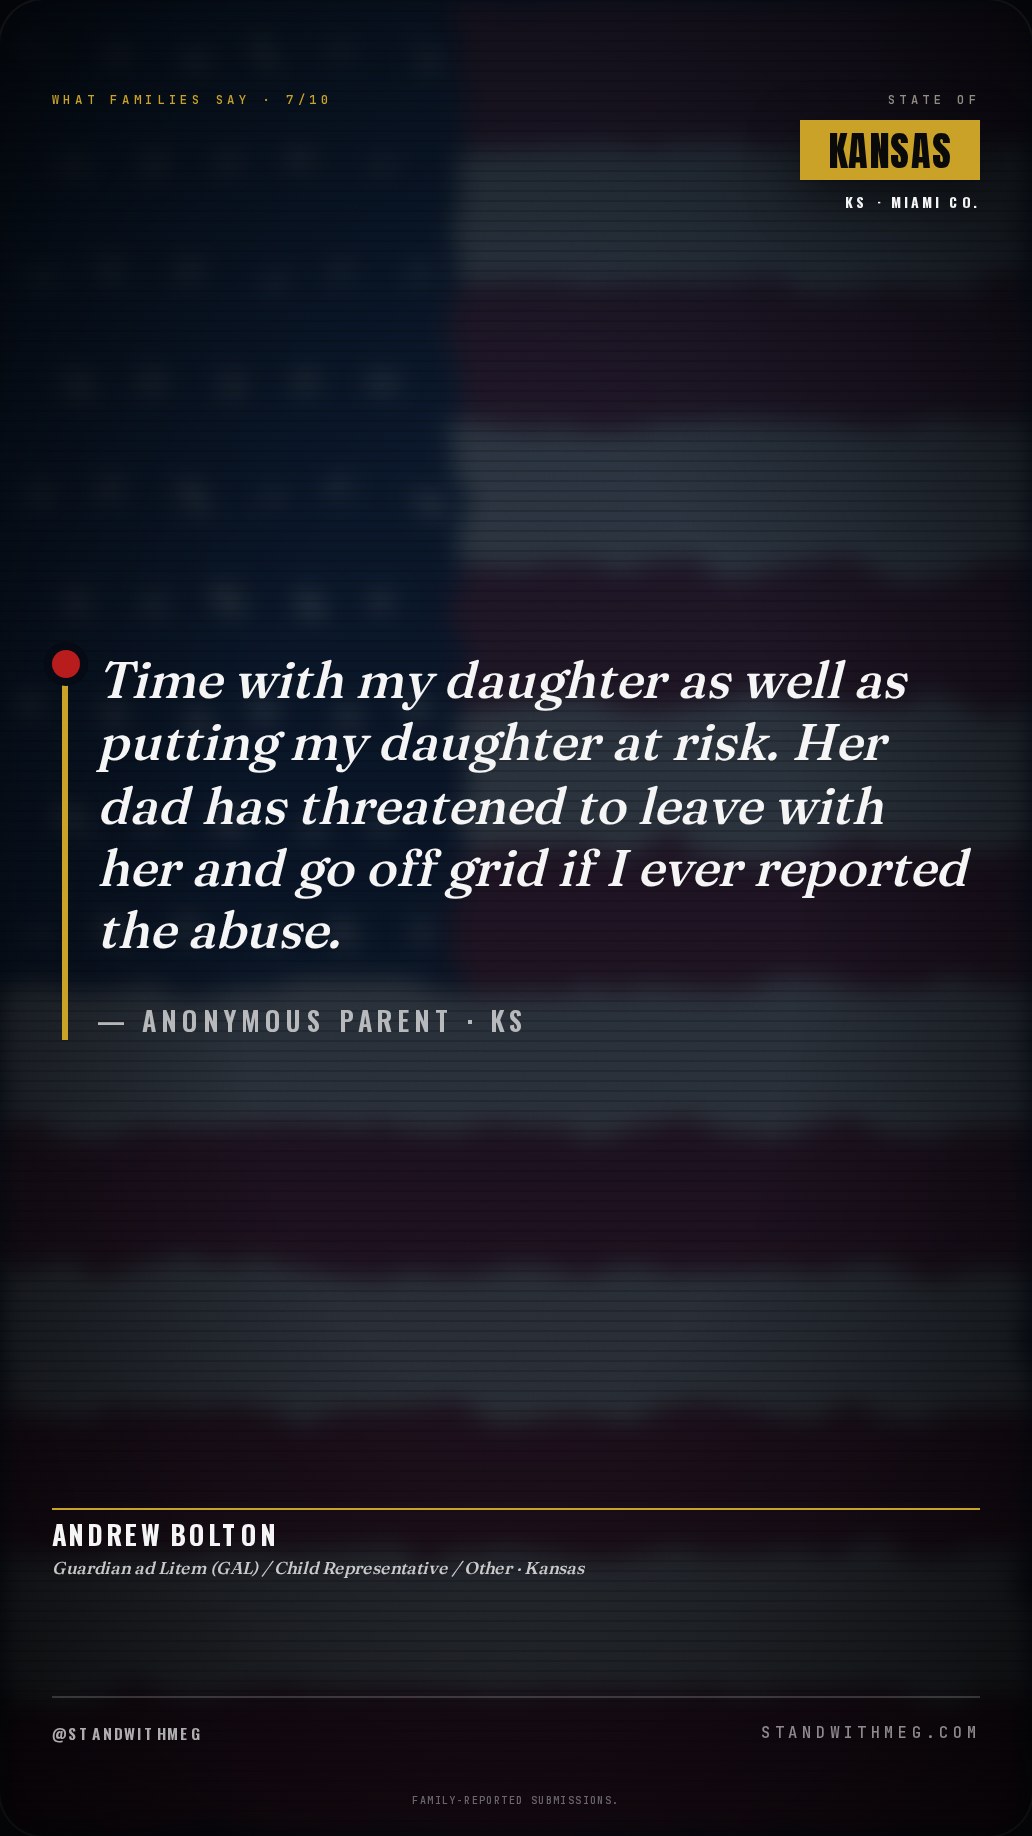 WHAT FAMILIES SAY · 7/10
STATE OF
KANSAS
KS · MIAMI CO.
Time with my daughter as well as
putting my daughter at risk. Her
dad has threatened to leave with
her and go off grid if I ever reported
the abuse.
— ANONYMOUS PARENT · KS
ANDREW BOLTON
Guardian ad Litem (GAL) / Child Representative / Other · Kansas
@STANDWITHMEG
STANDWITHMEG.COM
FAMILY-REPORTED SUBMISSIONS.